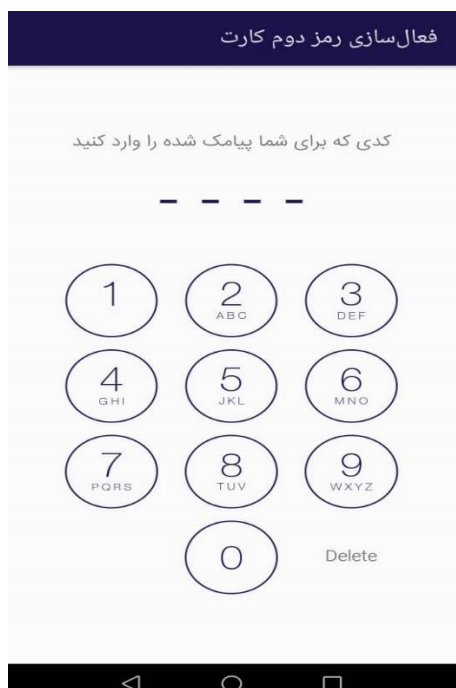 فعال‌سازی رمز دوم کارت
کدی که برای شما پیامک شده را وارد کنید
1 2 3
ABC DEF
4 5 6
GHI JKL MNO
7 8 9
PQRS TUV WXYZ
0 Delete